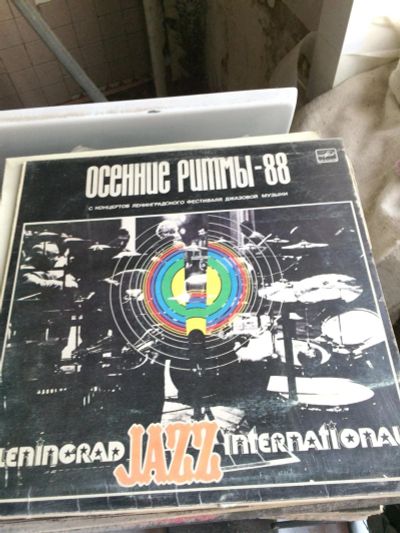 ОСЕННИЕ РИТМЫ-88
С КОНЦЕРТОВ ЛЕНИНГРАДСКОГО ФЕСТИВАЛЯ ДЖАЗОВОЙ МУЗЫКИ
LENINGRAD JAZZ INTERNATIONAL